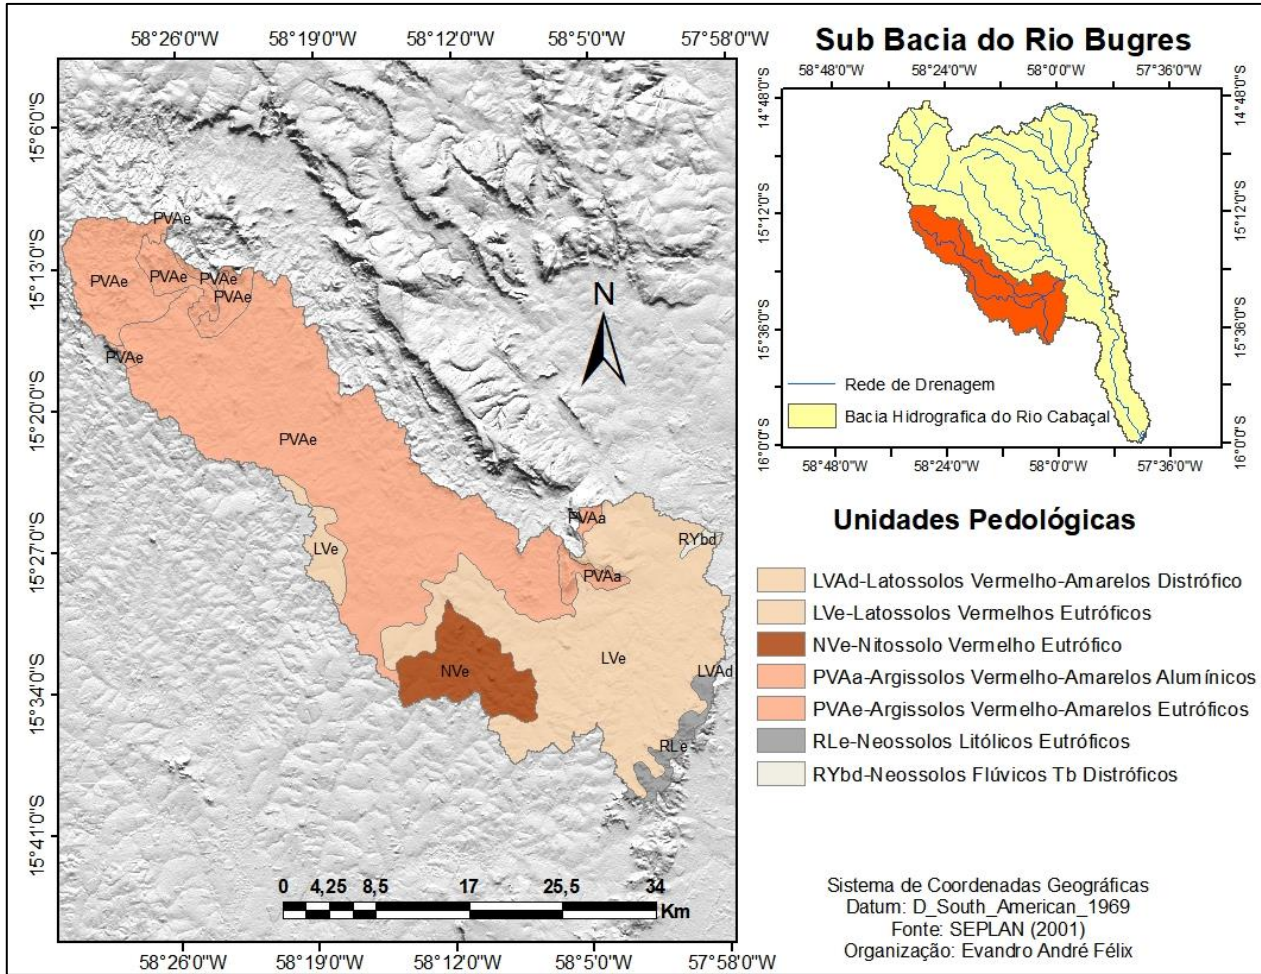 58°26'0"W 58°19'0"W 58°12'0"W 58°5'0"W 57°58'0"W
15°6'0"S
15°13'0"S
15°20'0"S
15°27'0"S
15°34'0"S
15°41'0"S
PVAe
PVAe
PVAe
PVAe
PVAe
PVAe
PVAe
LVe
PVAa
RYbd
PVAa
LVe
LVAd
NVe
RLe
N
0 4,25 8,5 17 25,5 34
Km
58°26'0"W 58°19'0"W 58°12'0"W 58°5'0"W 57°58'0"W
Sub Bacia do Rio Bugres
58°48'0"W 58°24'0"W 58°0'0"W 57°36'0"W
14°48'0"S 14°48'0"S
15°12'0"S 15°12'0"S
15°36'0"S 15°36'0"S
16°0'0"S 16°0'0"S
Rede de Drenagem
Bacia Hidrografica do Rio Cabaçal
58°48'0"W 58°24'0"W 58°0'0"W 57°36'0"W
Unidades Pedológicas
LVAd-Latossolos Vermelho-Amarelos Distrófico
LVe-Latossolos Vermelhos Eutróficos
NVe-Nitossolo Vermelho Eutrófico
PVAa-Argissolos Vermelho-Amarelos Alumínicos
PVAe-Argissolos Vermelho-Amarelos Eutróficos
RLe-Neossolos Litólicos Eutróficos
RYbd-Neossolos Flúvicos Tb Distróficos
Sistema de Coordenadas Geográficas
Datum: D_South_American_1969
Fonte: SEPLAN (2001)
Organização: Evandro André Félix